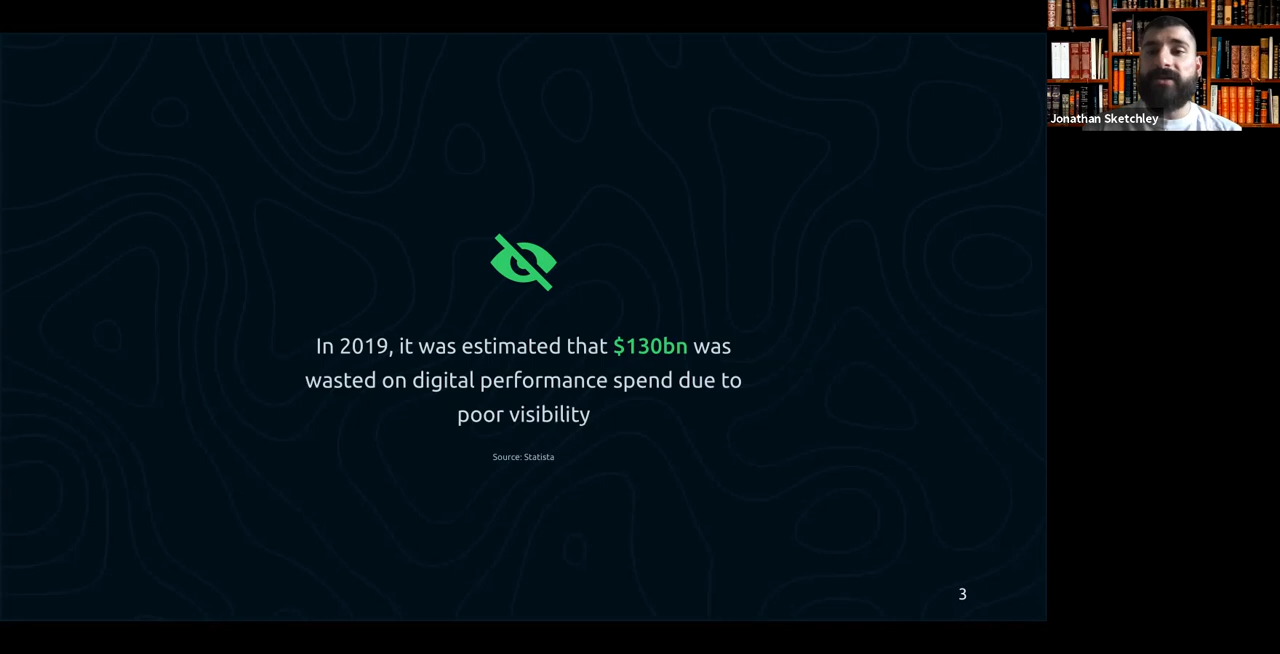 Jonathan Sketchley
In 2019, it was estimated that $130bn was
wasted on digital performance spend due to
poor visibility
Source: Statista
3